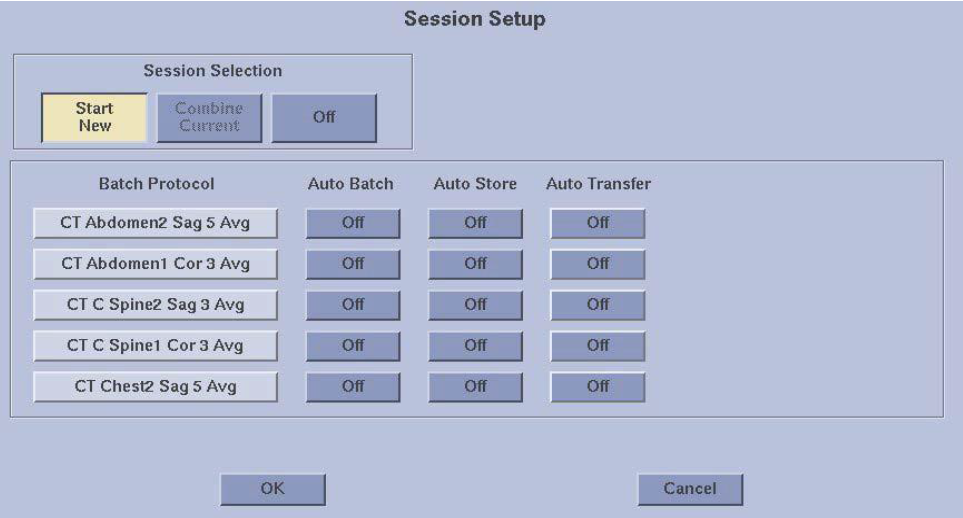 Session Setup
Session Selection
Start
New
Combine
Current
Off
Batch Protocol Auto Batch Auto Store Auto Transfer
CT Abdomen2 Sag 5 Avg Off Off Off
CT Abdomen1 Cor 3 Avg Off Off Off
CT C Spine2 Sag 3 Avg Off Off Off
CT C Spine1 Cor 3 Avg Off Off Off
CT Chest2 Sag 5 Avg Off Off Off
OK Cancel